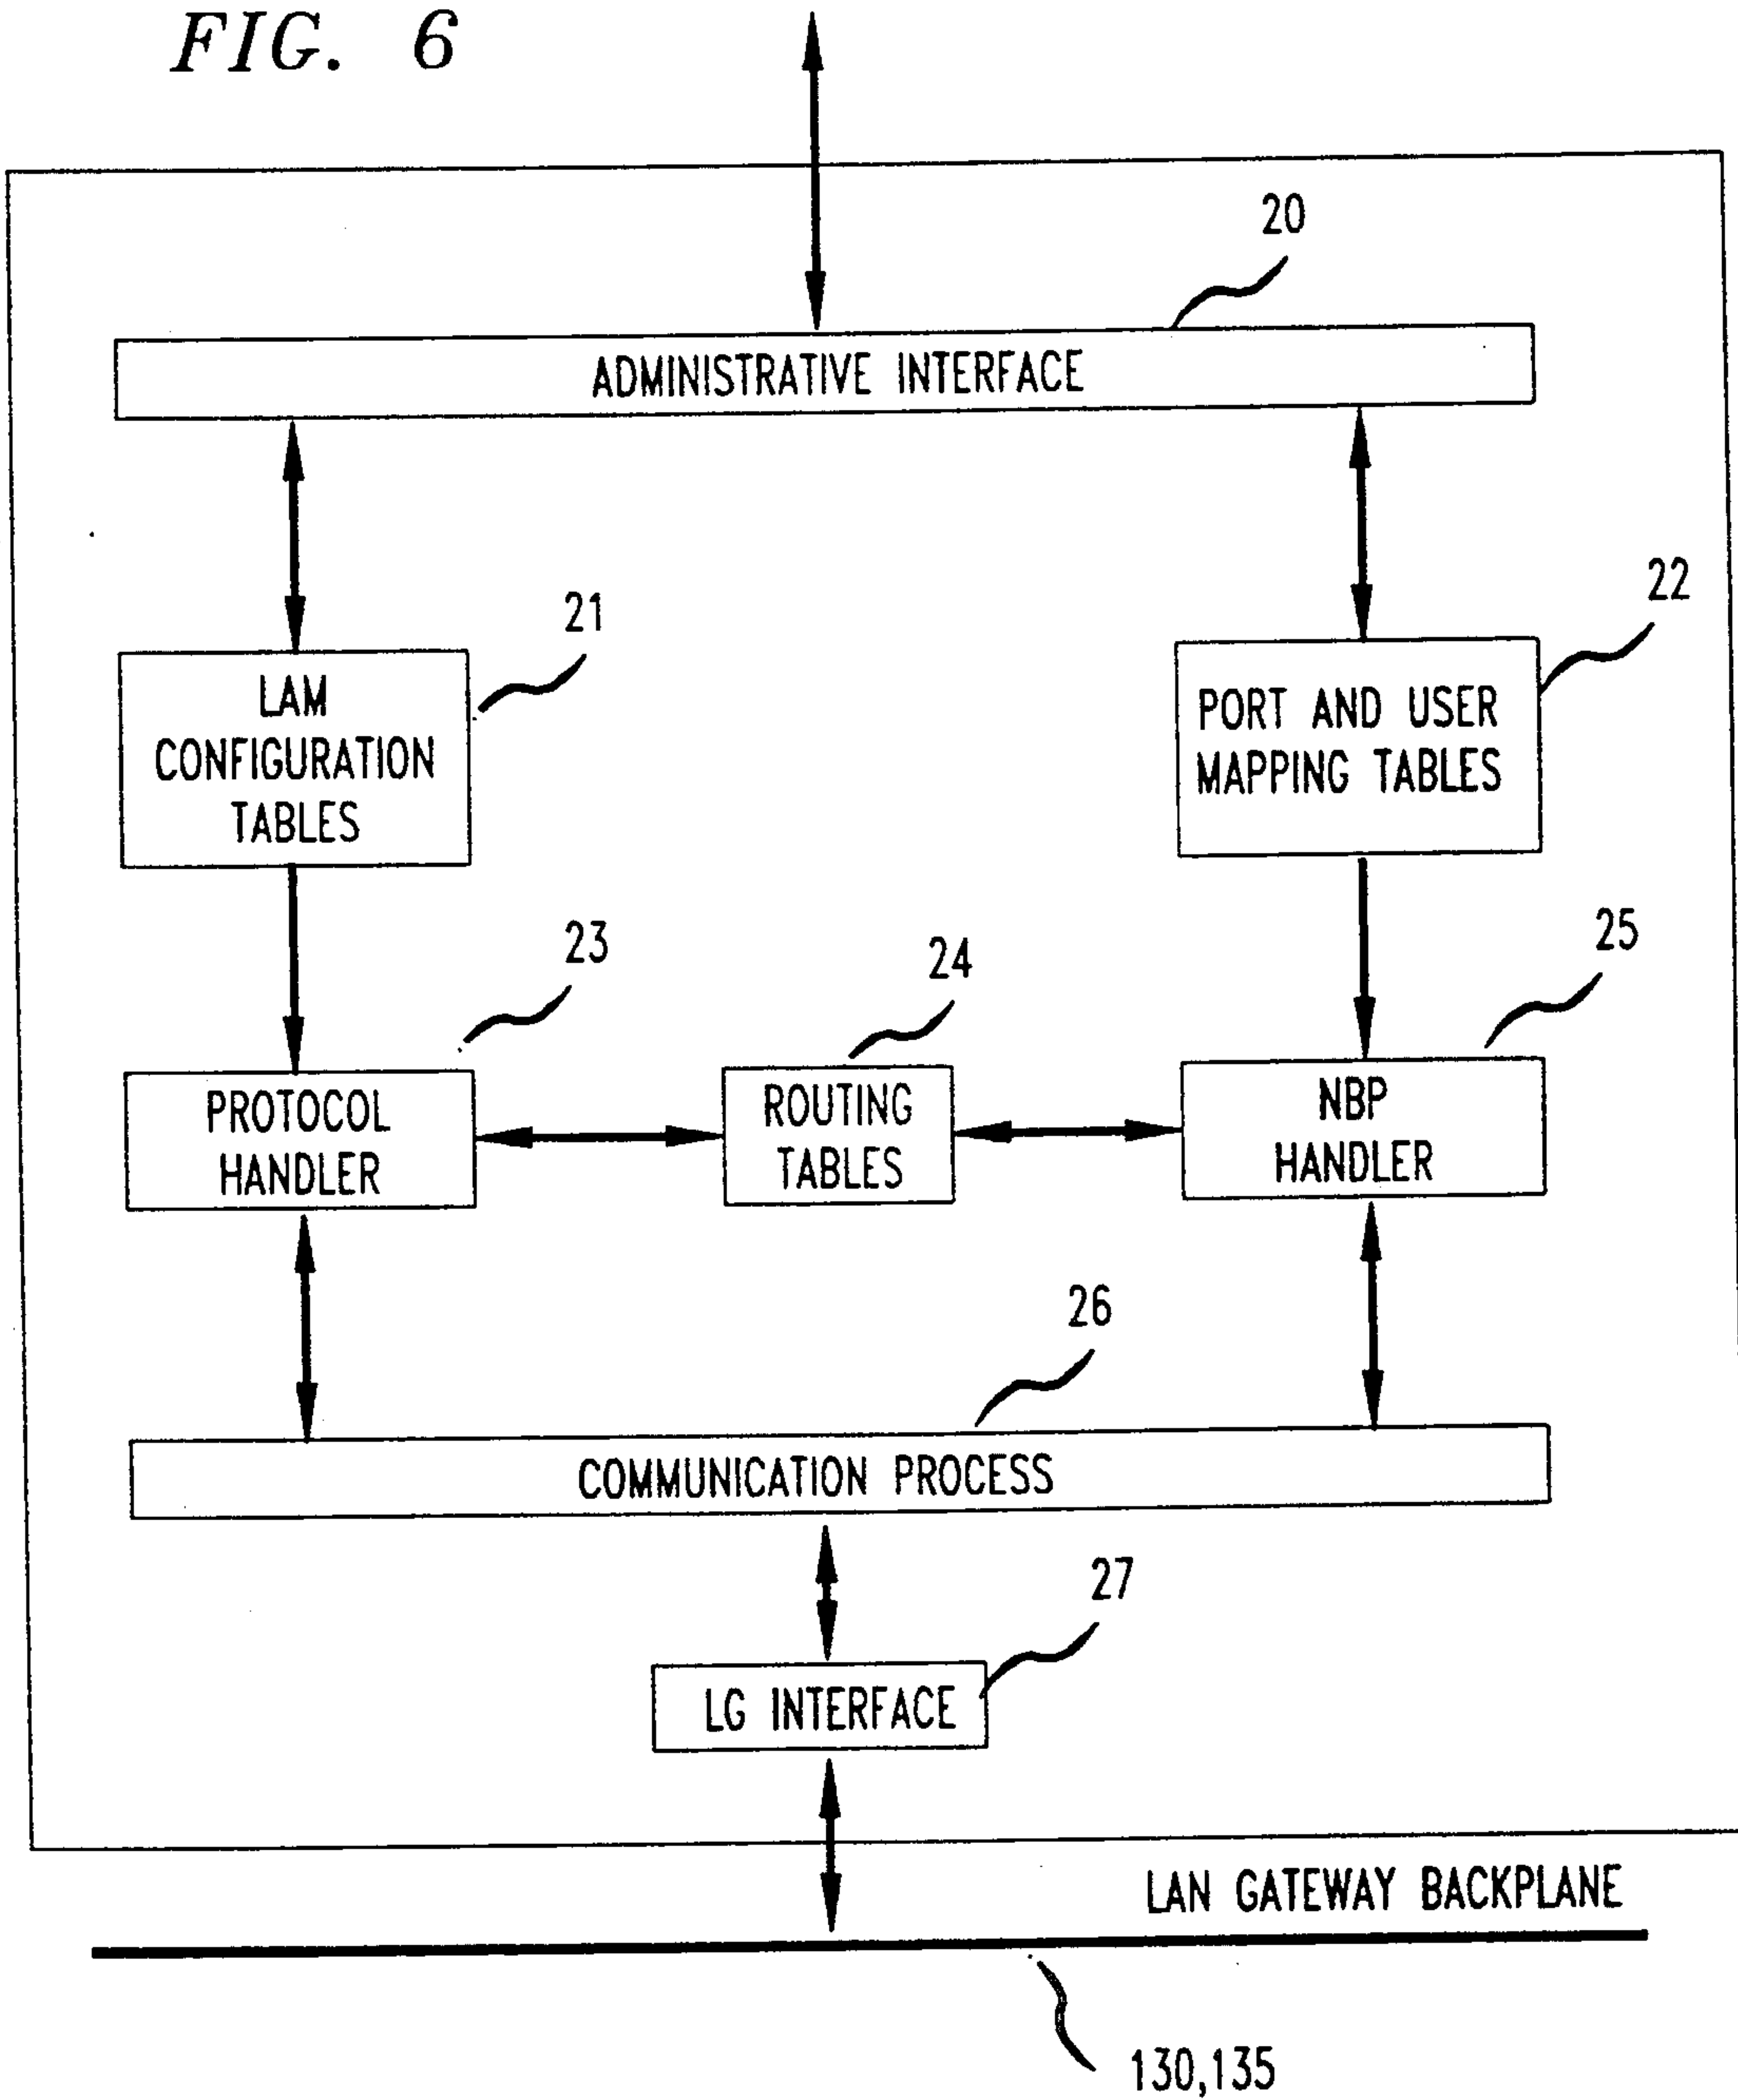 FIG. 6
20
ADMINISTRATIVE INTERFACE
21
22
LAM
CONFIGURATION
TABLES
PORT AND USER
MAPPING TABLES
23
24
25
PROTOCOL
HANDLER
ROUTING
TABLES
NBP
HANDLER
26
COMMUNICATION PROCESS
27
LG INTERFACE
LAN GATEWAY BACKPLANE
130,135